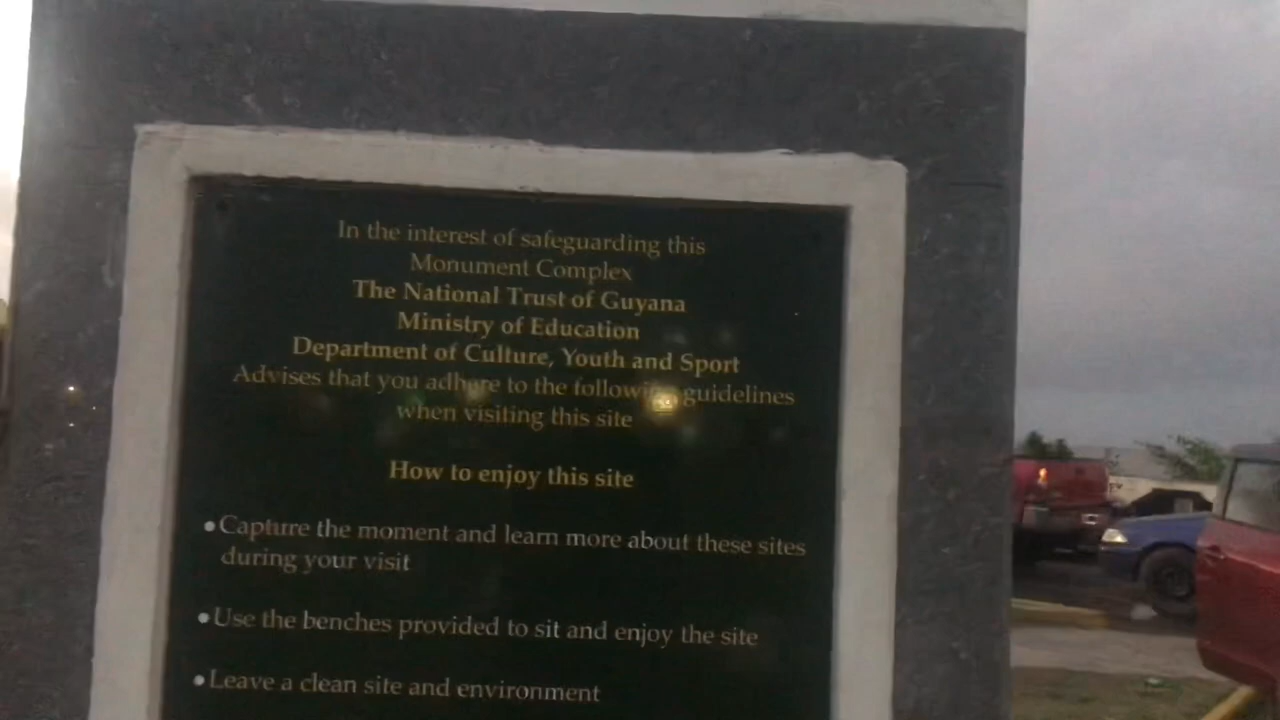 In the interest of safeguarding this
Monument Complex
The National Trust of Guyana
Ministry of Education
Department of Culture, Youth and Sport
Advises that you adhere to the following guidelines
when visiting this site
How to enjoy this site
•Capture the moment and learn more about these sites
during your visit
•Use the benches provided to sit and enjoy the site
•Leave a clean site and environment